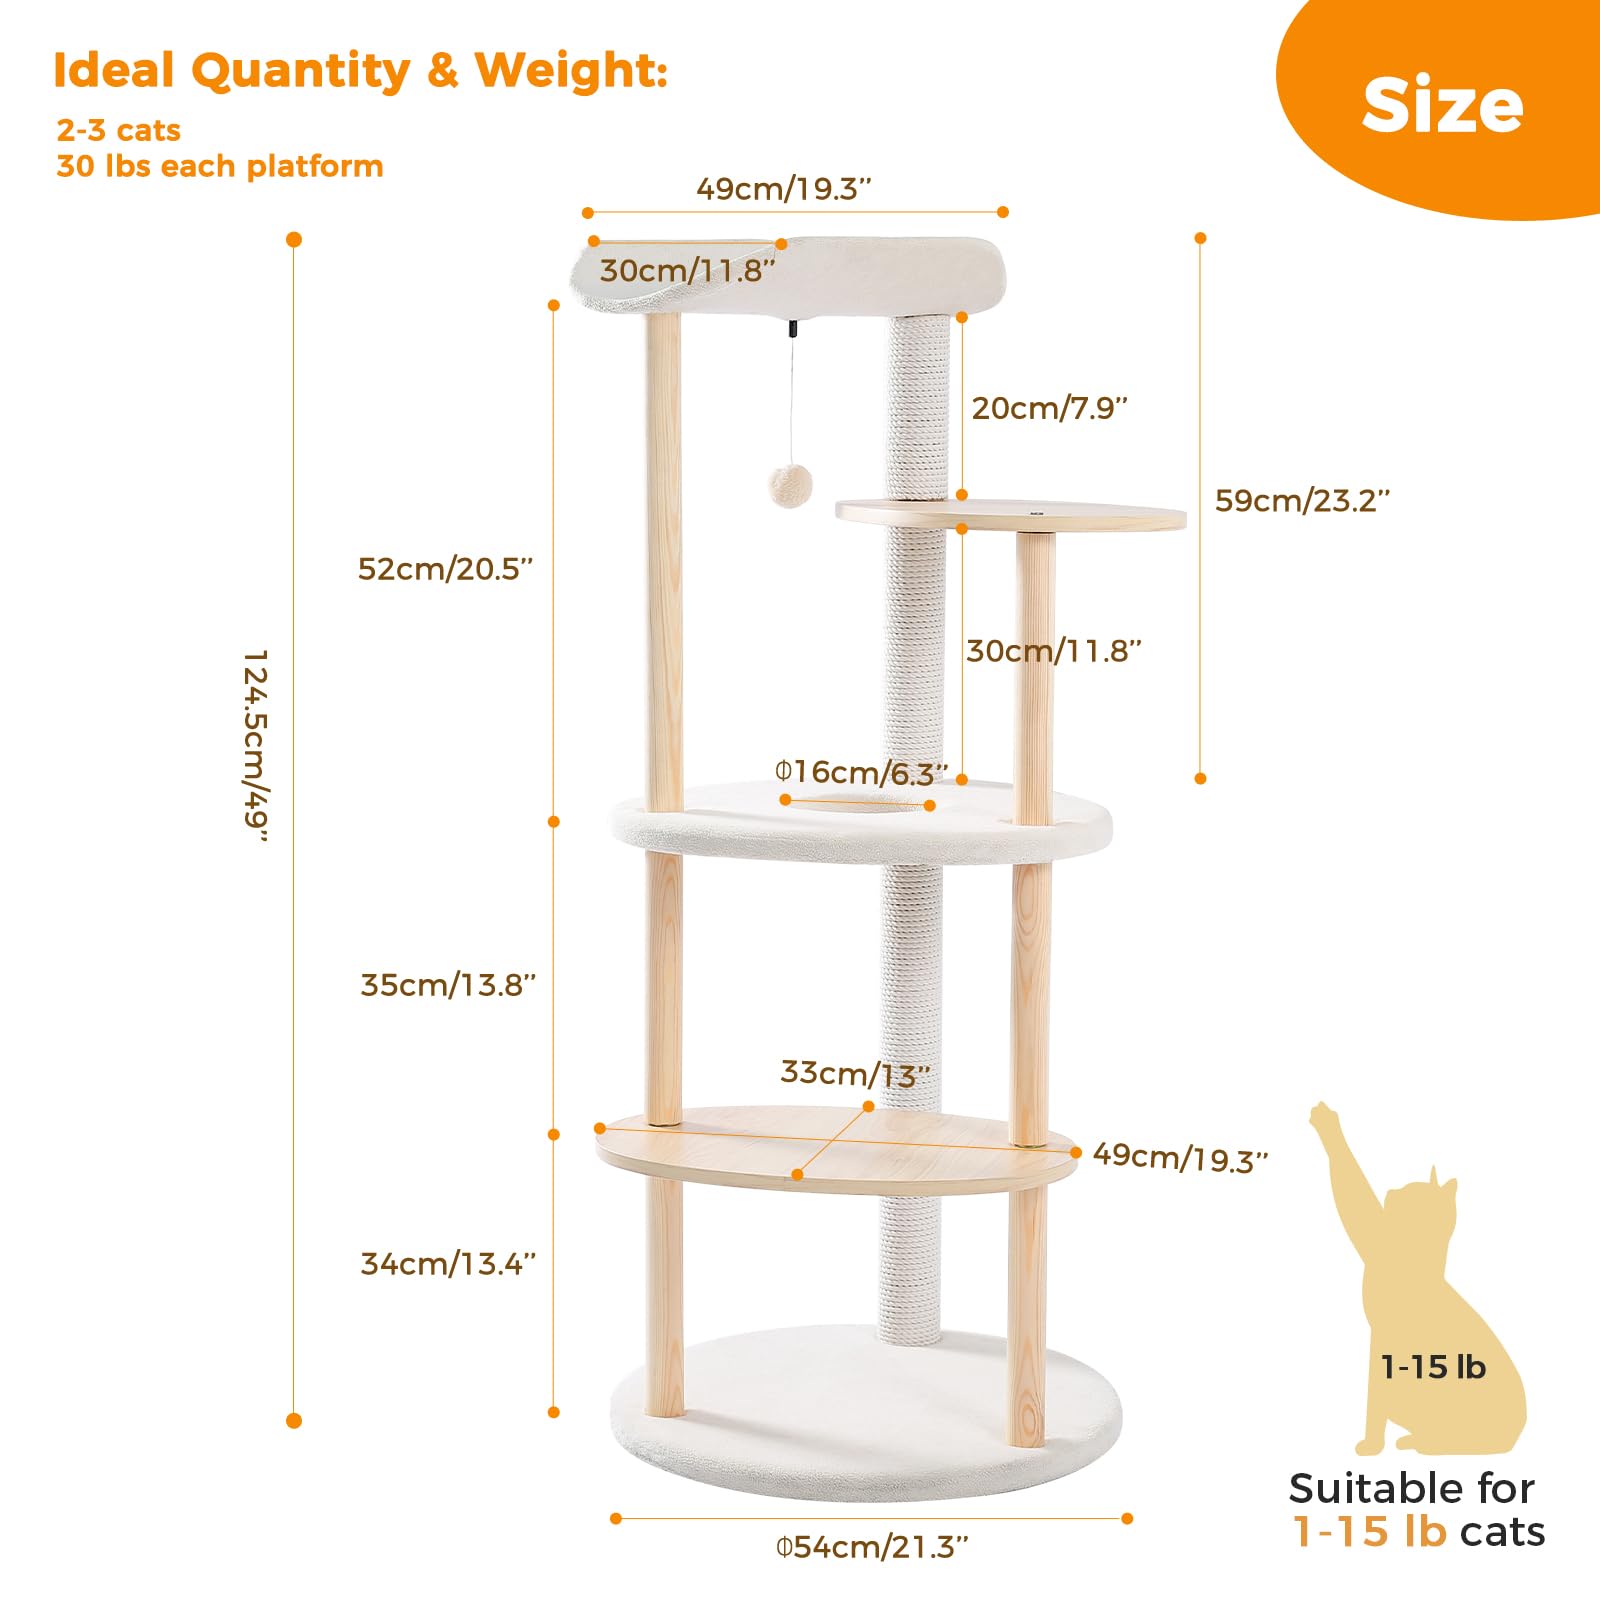 Ideal Quantity & Weight:
2-3 cats
30 lbs each platform
Size
49cm/19.3”
30cm/11.8”
20cm/7.9”
59cm/23.2”
52cm/20.5”
30cm/11.8”
124.5cm/49”
Φ16cm/6.3”
35cm/13.8”
33cm/13”
49cm/19.3”
34cm/13.4”
1-15 lb
Suitable for
1-15 lb cats
Φ54cm/21.3”